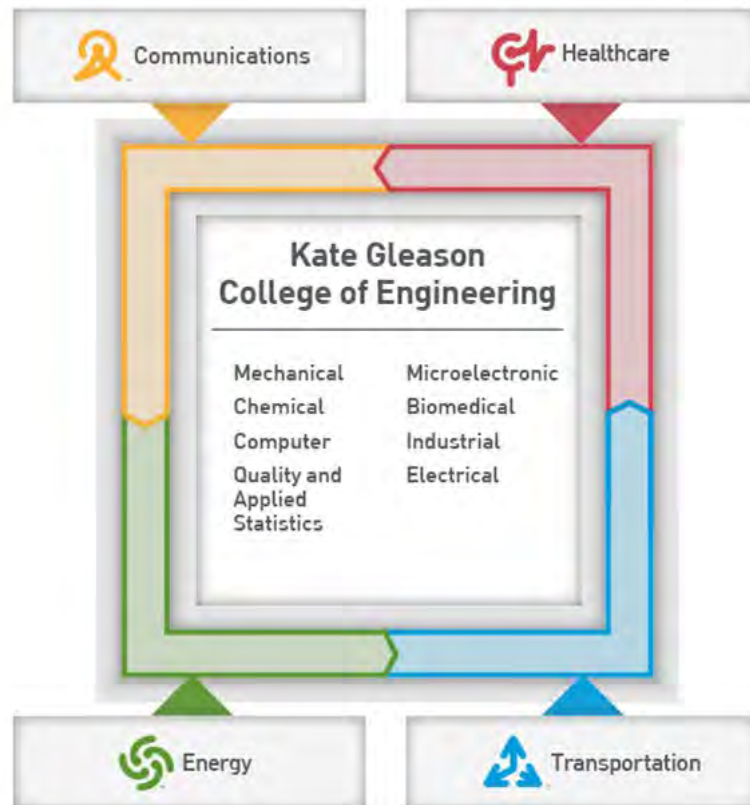 Communications
Healthcare
Kate Gleason
College of Engineering
Mechanical
Chemical
Computer
Quality and
Applied
Statistics
Microelectronic
Biomedical
Industrial
Electrical
Energy
Transportation